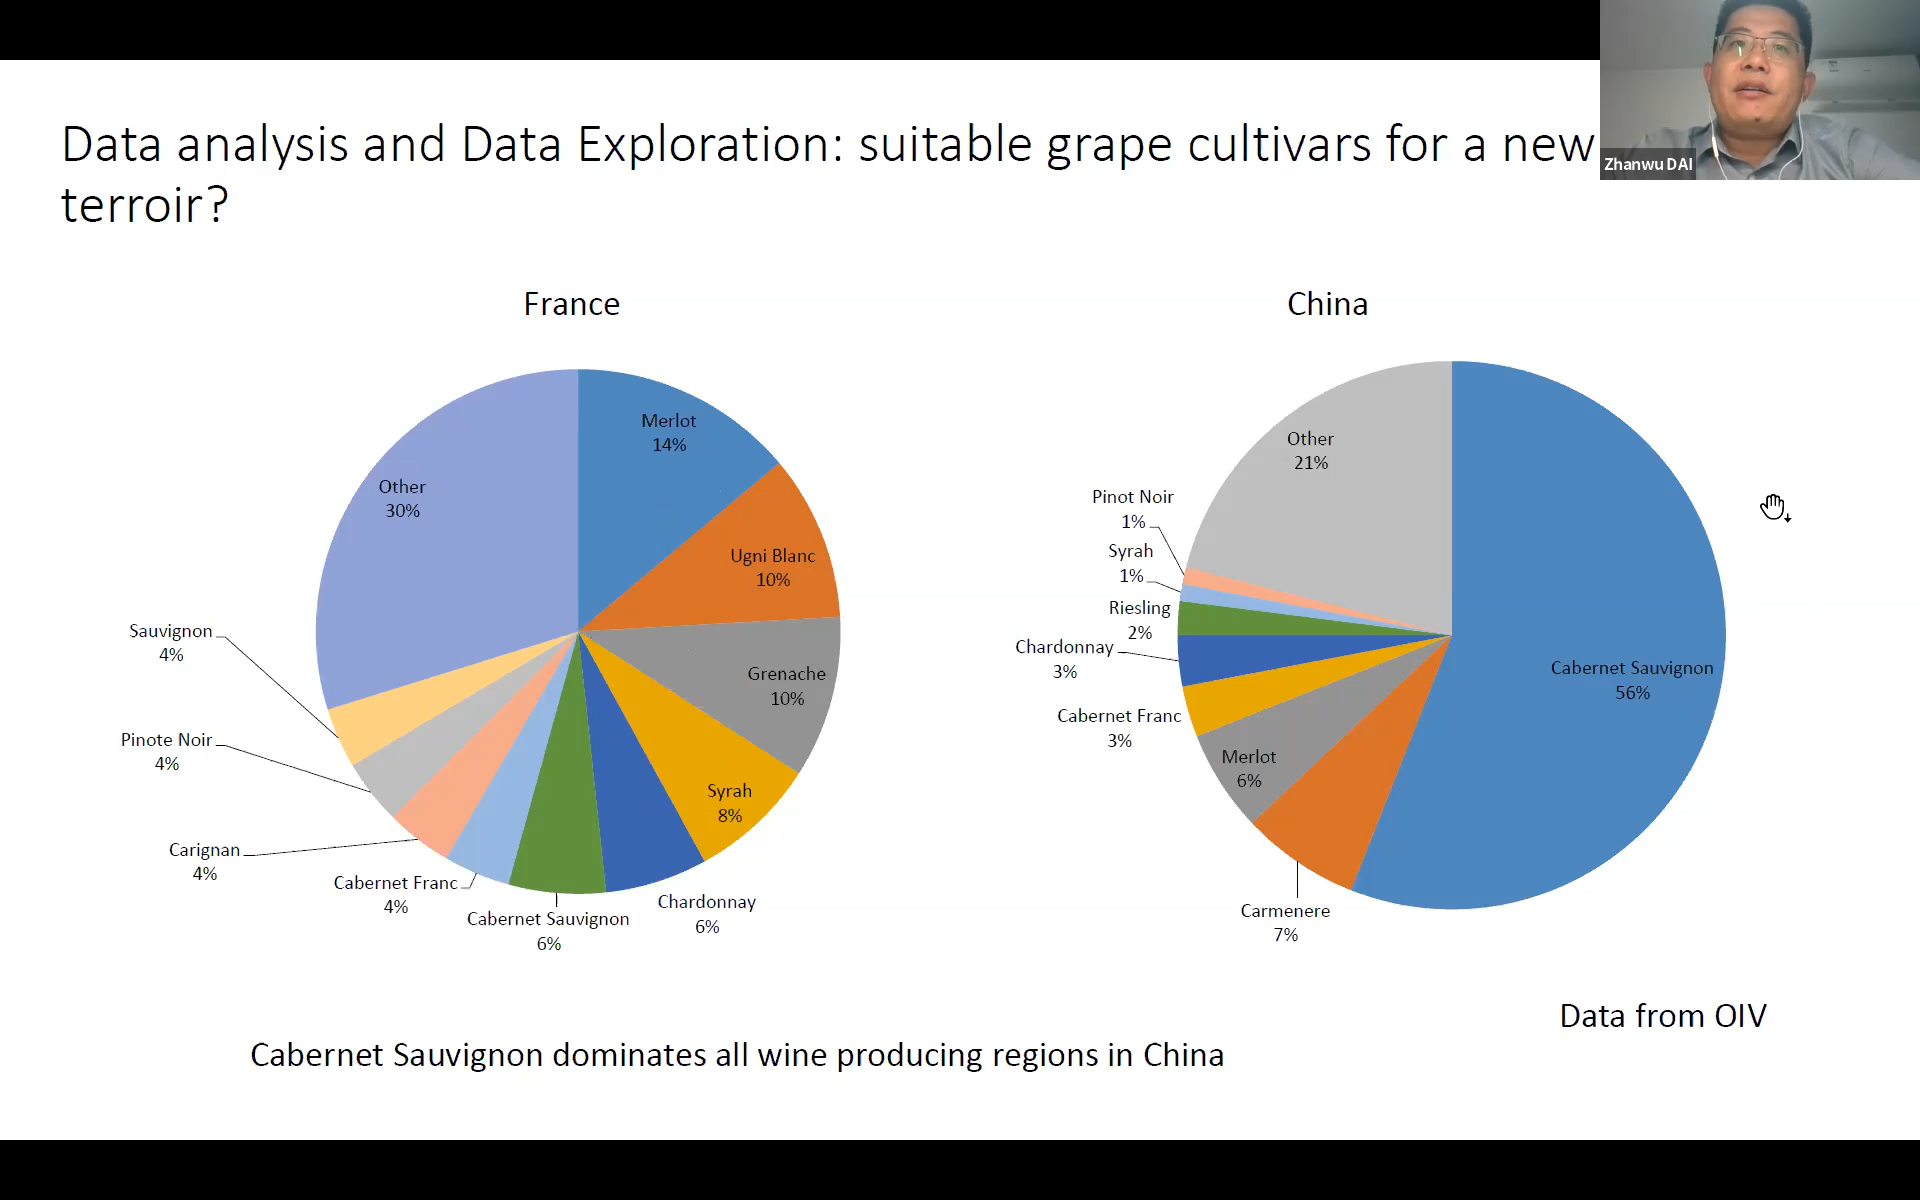 Data analysis and Data Exploration: suitable grape cultivars for a new
terroir?
Zhanwu DAI
France
Merlot
14%
Ugni Blanc
10%
Grenache
10%
Syrah
8%
Chardonnay
6%
Cabernet Sauvignon
6%
Cabernet Franc
4%
Carignan
4%
Pinote Noir
4%
Sauvignon
4%
Other
30%
China
Cabernet Sauvignon
56%
Carmenere
7%
Merlot
6%
Cabernet Franc
3%
Chardonnay
3%
Riesling
2%
Syrah
1%
Pinot Noir
1%
Other
21%
Data from OIV
Cabernet Sauvignon dominates all wine producing regions in China